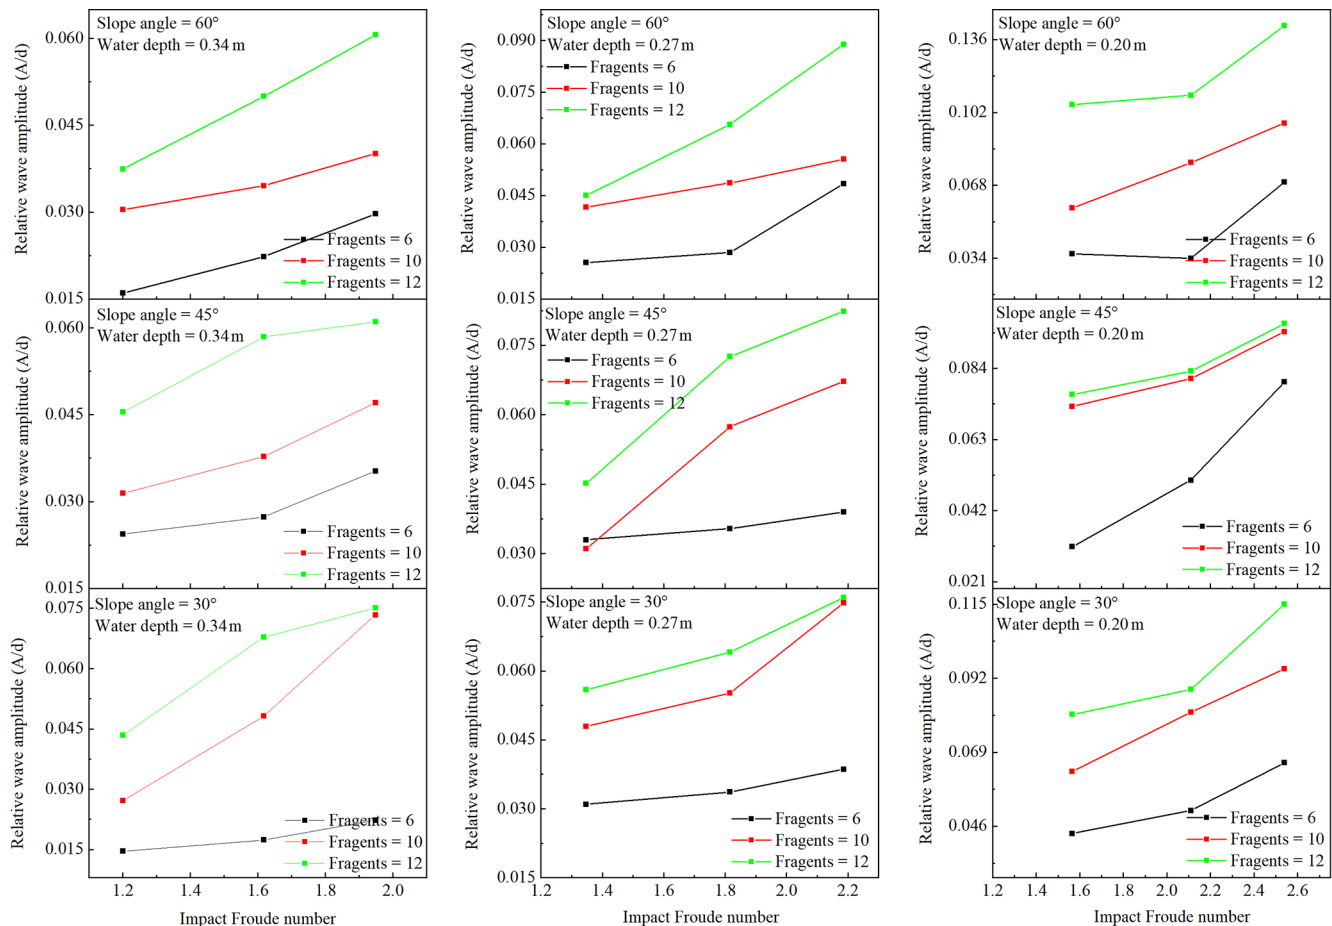 Slope angle = 60°
Water depth = 0.34 m
Relative wave amplitude (A/d)
0.060
0.045
0.030
0.015
Fragents = 6
Fragents = 10
Fragents = 12
Slope angle = 60°
Water depth = 0.27 m
Relative wave amplitude (A/d)
0.090
0.075
0.060
0.045
0.030
0.015
Fragents = 6
Fragents = 10
Fragents = 12
Slope angle = 60°
Water depth = 0.20 m
Relative wave amplitude (A/d)
0.136
0.102
0.068
0.034
Fragents = 6
Fragents = 10
Fragents = 12
Slope angle = 45°
Water depth = 0.34 m
Relative wave amplitude (A/d)
0.060
0.045
0.030
0.015
Fragents = 6
Fragents = 10
Fragents = 12
Slope angle = 45°
Water depth = 0.27 m
Relative wave amplitude (A/d)
0.075
0.060
0.045
0.030
Fragents = 6
Fragents = 10
Fragents = 12
Slope angle = 45°
Water depth = 0.20 m
Relative wave amplitude (A/d)
0.084
0.063
0.042
0.021
Fragents = 6
Fragents = 10
Fragents = 12
Slope angle = 30°
Water depth = 0.34 m
Relative wave amplitude (A/d)
0.075
0.060
0.045
0.030
0.015
Fragents = 6
Fragents = 10
Fragents = 12
1.2 1.4 1.6 1.8 2.0
Impact Froude number
Slope angle = 30°
Water depth = 0.27 m
Relative wave amplitude (A/d)
0.075
0.060
0.045
0.030
0.015
Fragents = 6
Fragents = 10
Fragents = 12
1.2 1.4 1.6 1.8 2.0 2.2
Impact Froude number
Slope angle = 30°
Water depth = 0.20 m
Relative wave amplitude (A/d)
0.115
0.092
0.069
0.046
Fragents = 6
Fragents = 10
Fragents = 12
1.2 1.4 1.6 1.8 2.0 2.2 2.4 2.6
Impact Froude number